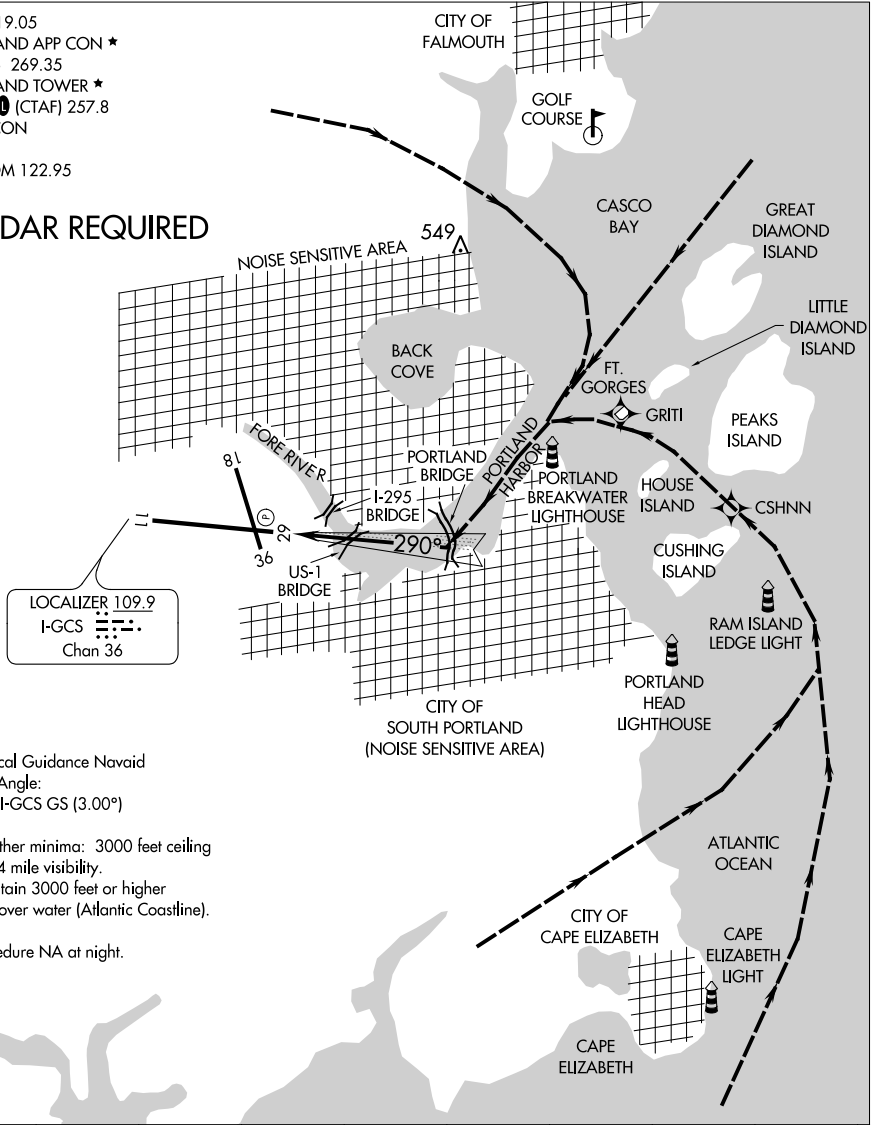 19.05
AND APP CON ★
269.35
AND TOWER ★
L (CTAF) 257.8
CON
OM 122.95
DAR REQUIRED
CITY OF
FALMOUTH
GOLF
COURSE
CASCO
BAY
GREAT
DIAMOND
ISLAND
NOISE SENSITIVE AREA
549
LITTLE
DIAMOND
ISLAND
BACK
COVE
FT.
GORGES
GRITI
PEAKS
ISLAND
FORE RIVER
PORTLAND
BRIDGE
PORTLAND
HARBOR
PORTLAND
BREAKWATER
LIGHTHOUSE
HOUSE
ISLAND
CSHNN
18
I-295
BRIDGE
11
P
29
290°
36
US-1
BRIDGE
CUSHING
ISLAND
LOCALIZER 109.9
I-GCS
Chan 36
RAM ISLAND
LEDGE LIGHT
PORTLAND
HEAD
LIGHTHOUSE
CITY OF
SOUTH PORTLAND
(NOISE SENSITIVE AREA)
cal Guidance Navaid
Angle:
I-GCS GS (3.00°)
ther minima: 3000 feet ceiling
4 mile visibility.
tain 3000 feet or higher
over water (Atlantic Coastline).
edure NA at night.
ATLANTIC
OCEAN
CITY OF
CAPE ELIZABETH
CAPE
ELIZABETH
LIGHT
CAPE
ELIZABETH